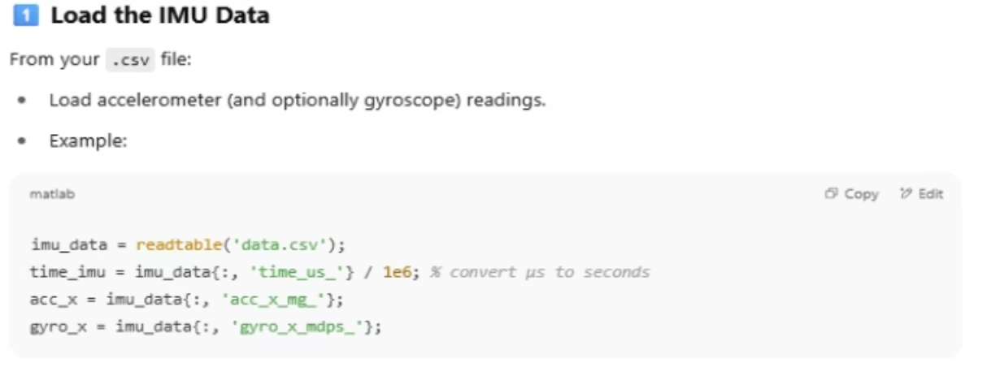 1 Load the IMU Data
From your .csv file:
• Load accelerometer (and optionally gyroscope) readings.
• Example:
matlab Copy Edit
imu_data = readtable('data.csv');
time_imu = imu_data{:, 'time_us_'} / 1e6; % convert µs to seconds
acc_x = imu_data{:, 'acc_x_mg_'};
gyro_x = imu_data{:, 'gyro_x_mdps_'};